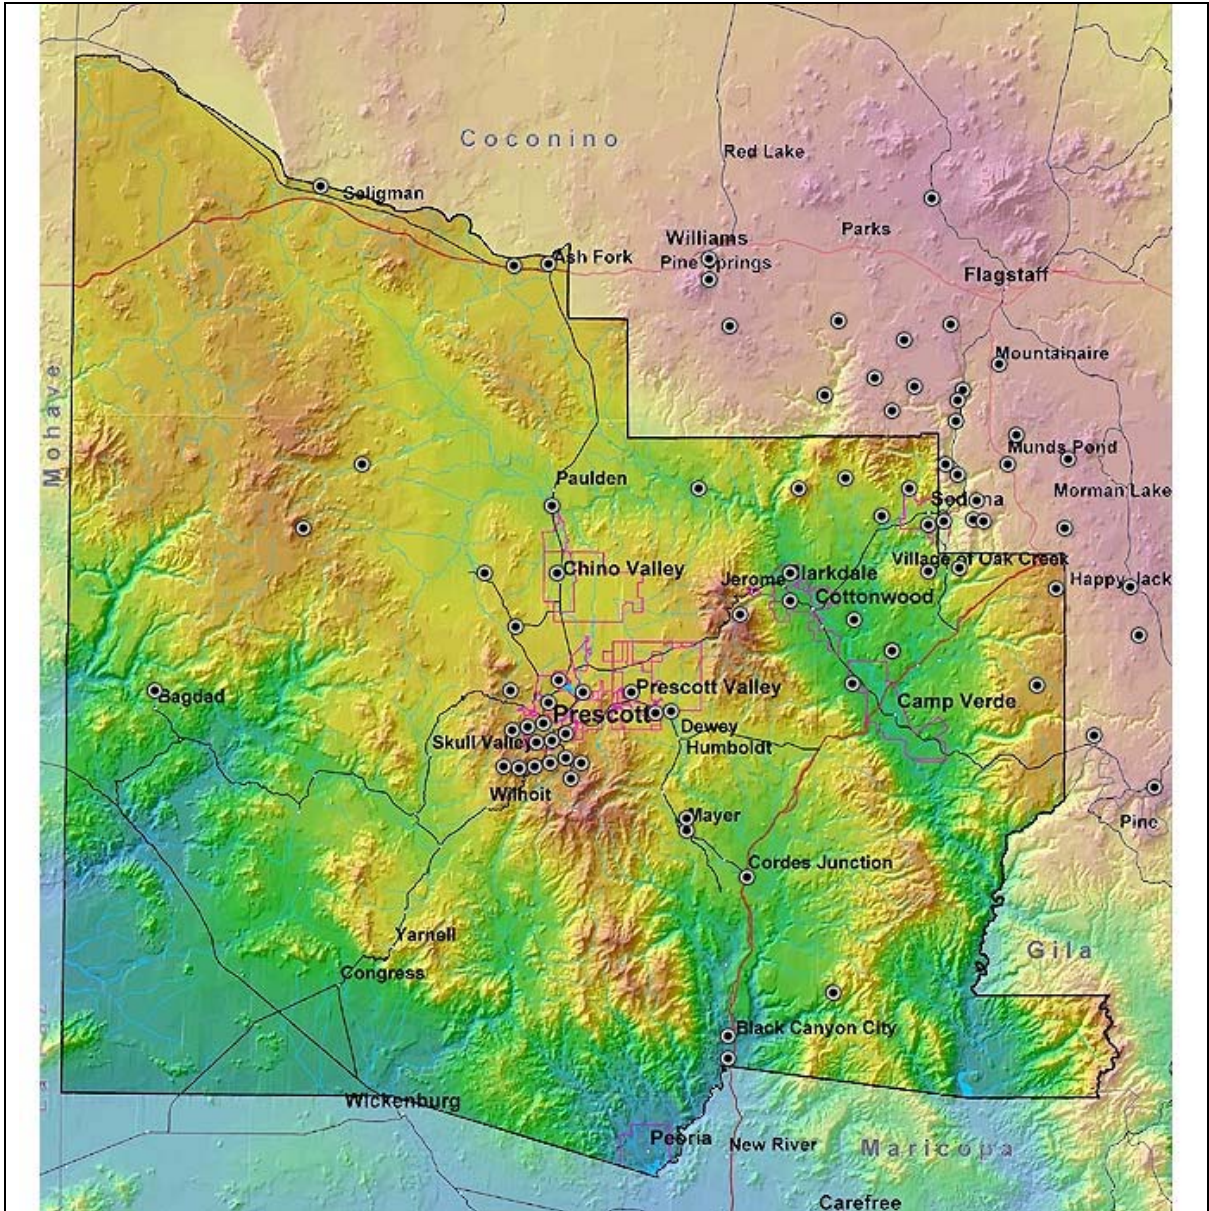 Coconino
Red Lake
Seligman
Parks
Williams
Ash Fork
Pine Springs
Flagstaff
Mountainaire
Mohave
Munds Pond
Paulden
Morman Lake
Sedona
Village of Oak Creek
Chino Valley
Jerome
Clarkdale
Happy Jack
Cottonwood
Prescott Valley
Bagdad
Camp Verde
Prescott
Dewey
Skull Valley
Humboldt
Wilhoit
Mayer
Pine
Cordes Junction
Yarnell
Gila
Congress
Black Canyon City
Wickenburg
Peoria
New River
Maricopa
Carefree